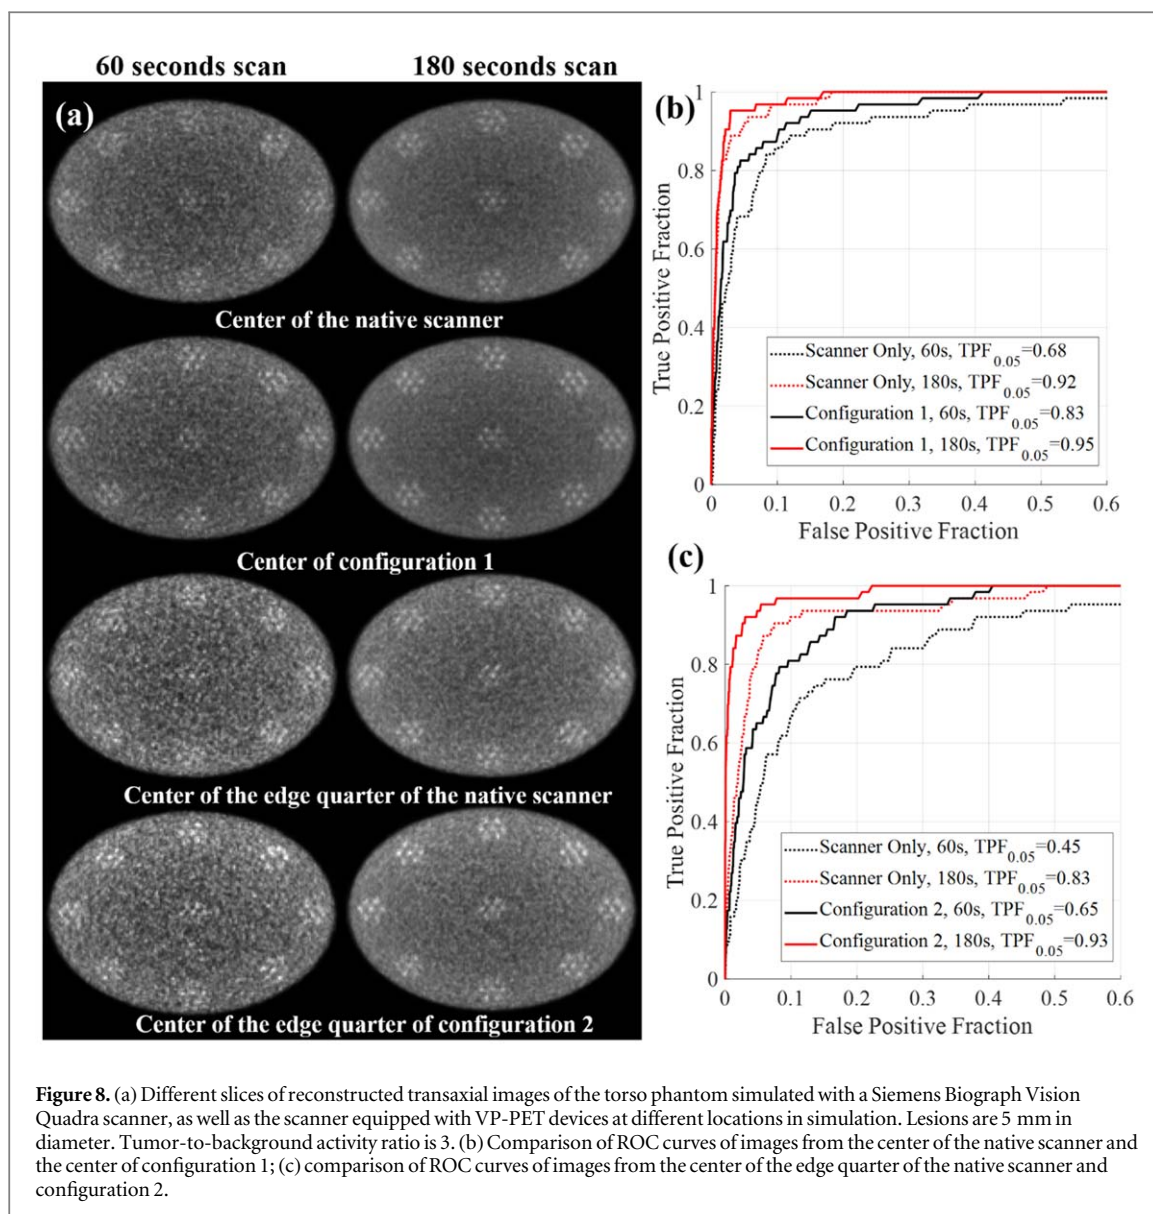 60 seconds scan
180 seconds scan
(a)
Center of the native scanner
Center of configuration 1
Center of the edge quarter of the native scanner
Center of the edge quarter of configuration 2
(b)
1
0.8
0.6
0.4
0.2
0
True Positive Fraction
Scanner Only, 60s, TPF0.05=0.68
Scanner Only, 180s, TPF0.05=0.92
Configuration 1, 60s, TPF0.05=0.83
Configuration 1, 180s, TPF0.05=0.95
0 0.1 0.2 0.3 0.4 0.5 0.6
False Positive Fraction
(c)
1
0.8
0.6
0.4
0.2
0
True Positive Fraction
Scanner Only, 60s, TPF0.05=0.45
Scanner Only, 180s, TPF0.05=0.83
Configuration 2, 60s, TPF0.05=0.65
Configuration 2, 180s, TPF0.05=0.93
0 0.1 0.2 0.3 0.4 0.5 0.6
False Positive Fraction
Figure 8. (a) Different slices of reconstructed transaxial images of the torso phantom simulated with a Siemens Biograph Vision
Quadra scanner, as well as the scanner equipped with VP-PET devices at different locations in simulation. Lesions are 5 mm in
diameter. Tumor-to-background activity ratio is 3. (b) Comparison of ROC curves of images from the center of the native scanner and
the center of configuration 1; (c) comparison of ROC curves of images from the center of the edge quarter of the native scanner and
configuration 2.